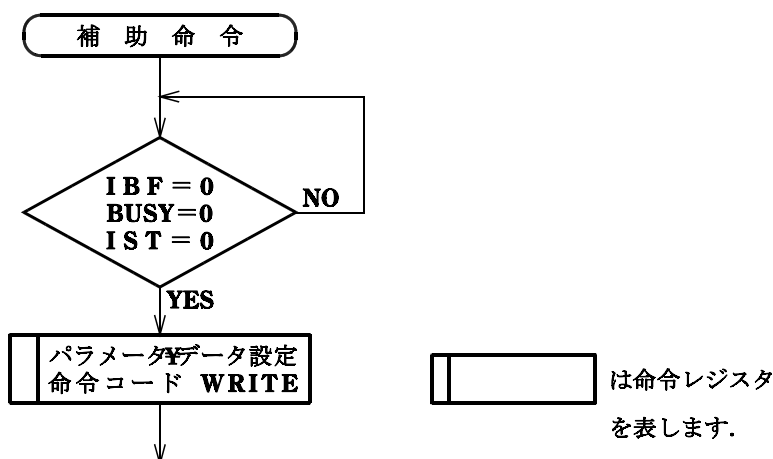 補助命令
IBF=0
BUSY=0
IST=0
NO
YES
パラメータ¥データ設定
命令コード WRITE
は命令レジスタ
を表します.